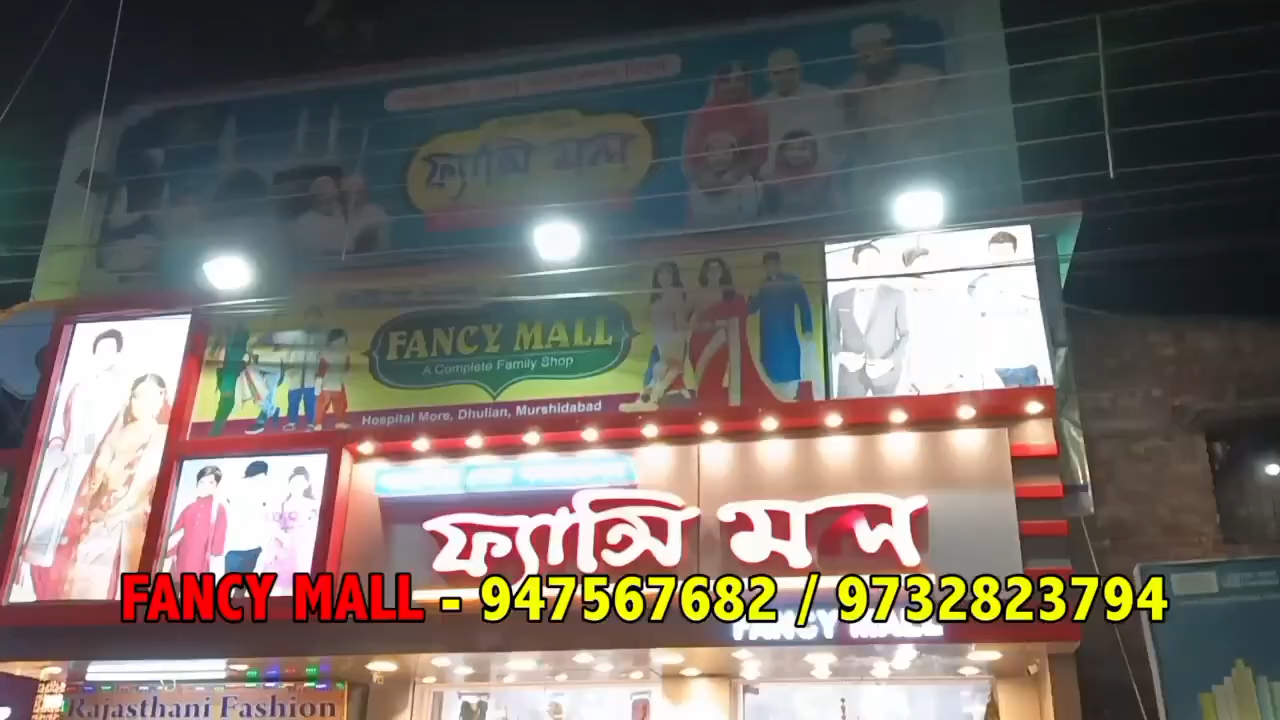 ফ্যান্সি মল
FANCY MALL
A Complete Family Shop
Hospital More, Dhulian, Murshidabad
ফ্যান্সি মল
FANCY MALL - 947567682 / 9732823794
FANCY MALL
Rajasthani Fashion